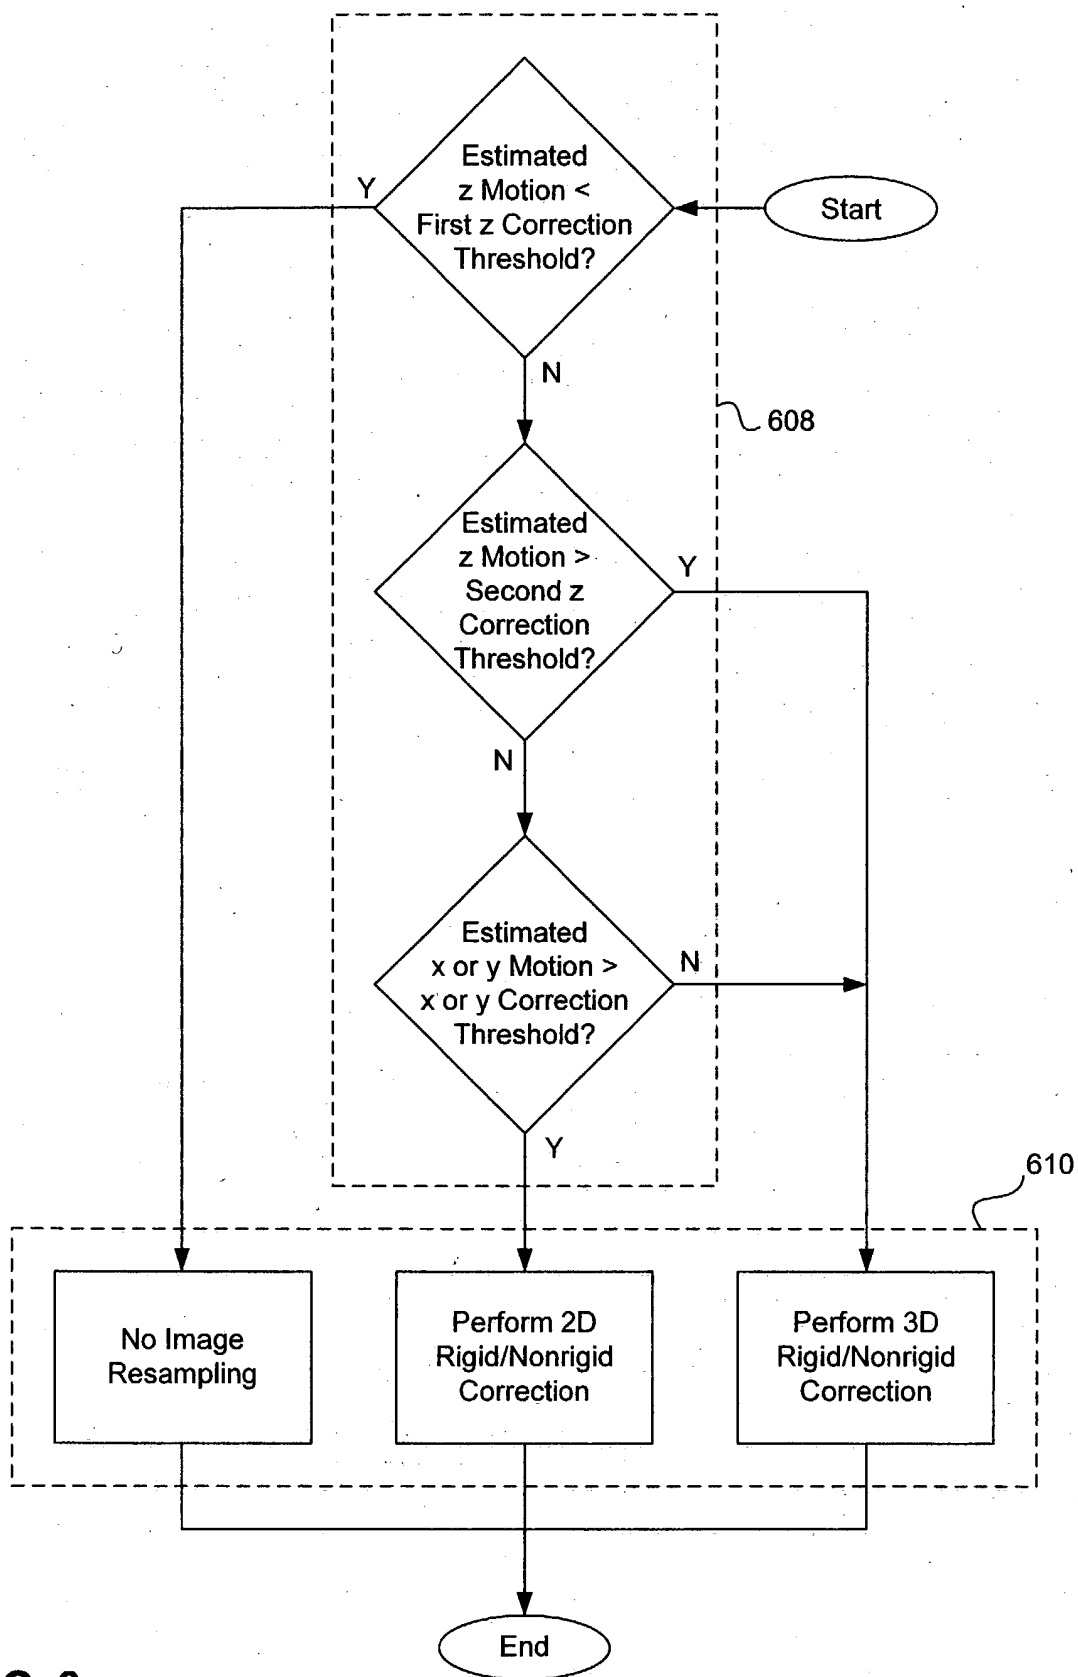 Estimated
z Motion <
First z Correction
Threshold?
Y
Start
N
608
Estimated
z Motion >
Second z
Correction
Threshold?
Y
N
Estimated
x or y Motion >
x or y Correction
Threshold?
N
Y
610
No Image
Resampling
Perform 2D
Rigid/Nonrigid
Correction
Perform 3D
Rigid/Nonrigid
Correction
End